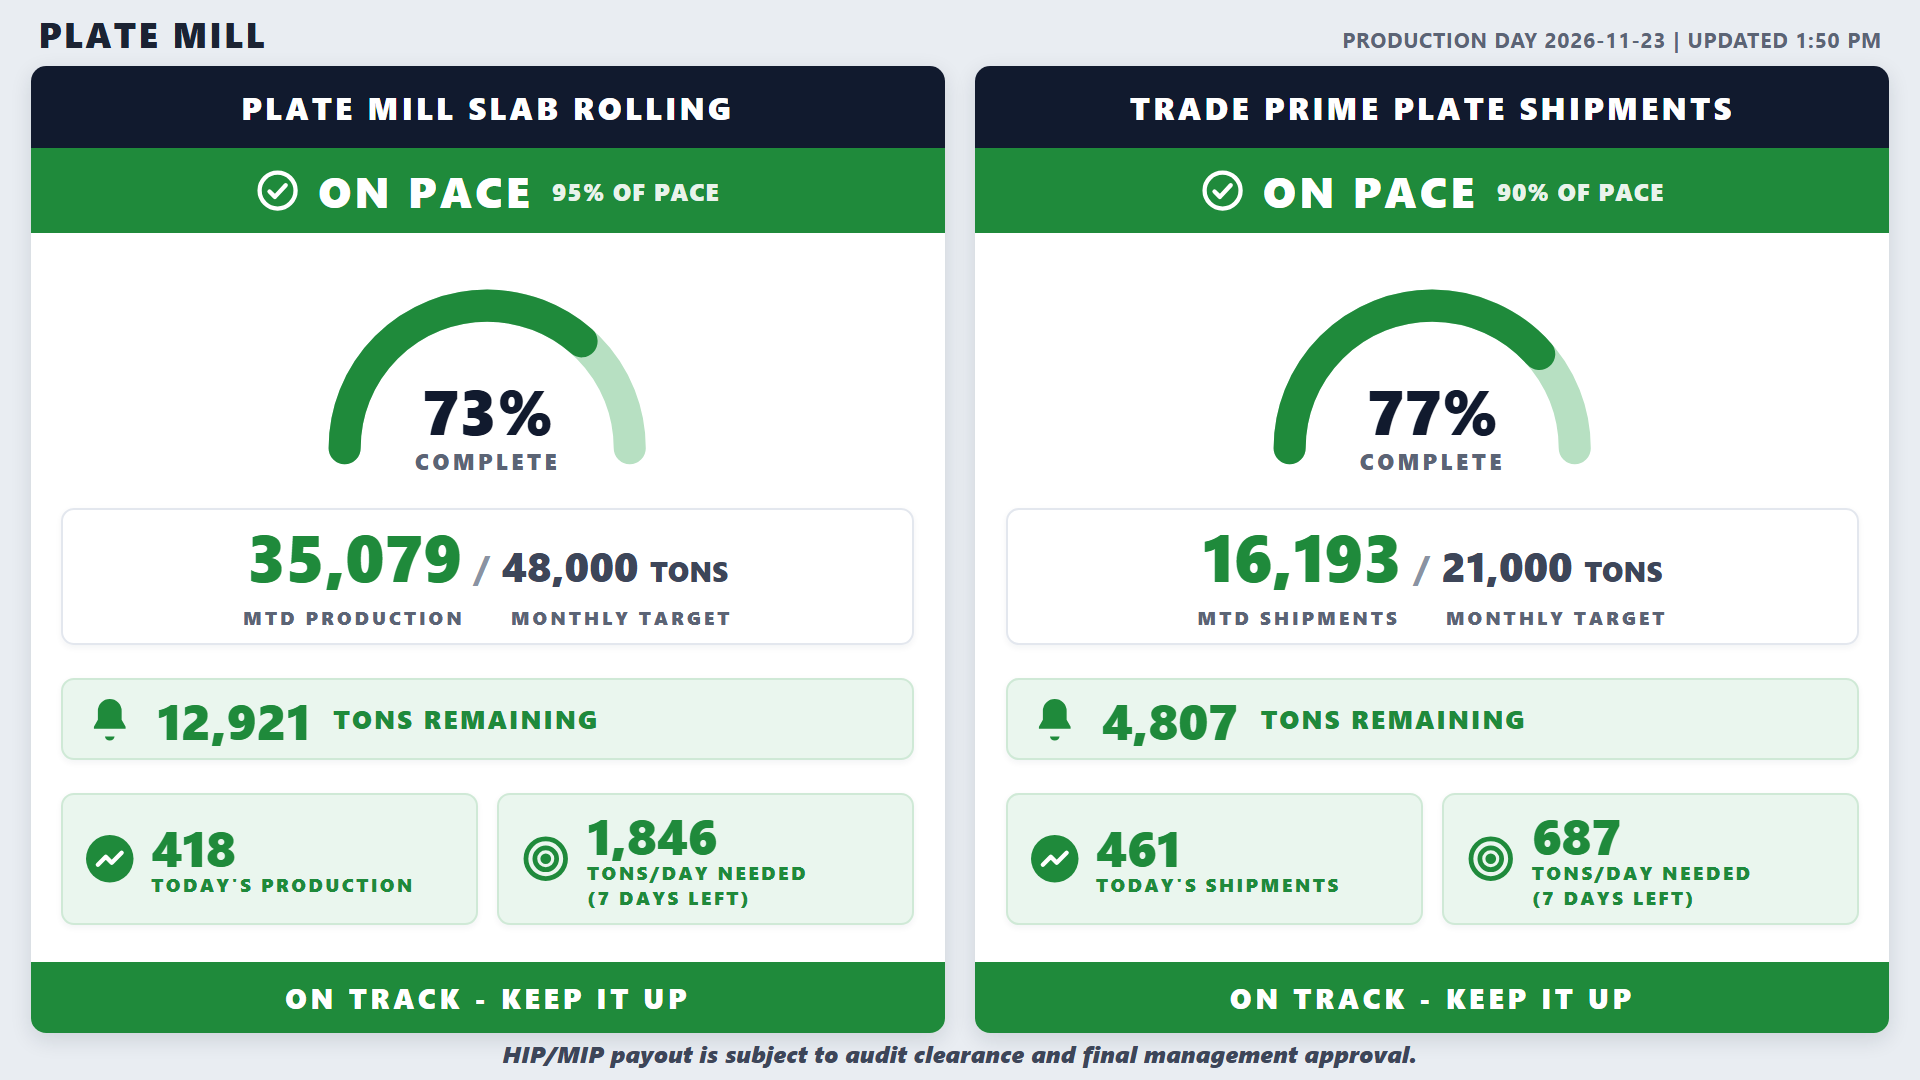 PLATE MILL
PRODUCTION DAY 2026-11-23 | UPDATED 1:50 PM
PLATE MILL SLAB ROLLING
ON PACE 95% OF PACE
73%
COMPLETE
35,079 / 48,000 TONS
MTD PRODUCTION MONTHLY TARGET
12,921 TONS REMAINING
418
TODAY'S PRODUCTION
1,846
TONS/DAY NEEDED
(7 DAYS LEFT)
ON TRACK - KEEP IT UP
TRADE PRIME PLATE SHIPMENTS
ON PACE 90% OF PACE
77%
COMPLETE
16,193 / 21,000 TONS
MTD SHIPMENTS MONTHLY TARGET
4,807 TONS REMAINING
461
TODAY'S SHIPMENTS
687
TONS/DAY NEEDED
(7 DAYS LEFT)
ON TRACK - KEEP IT UP
HIP/MIP payout is subject to audit clearance and final management approval.